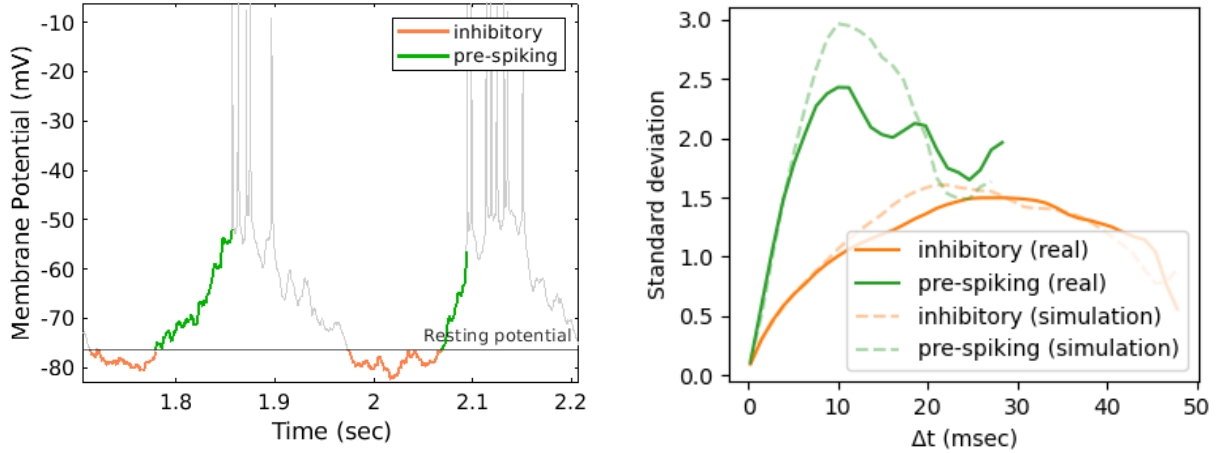 inhibitory
pre-spiking
Membrane Potential (mV)
-10
-20
-30
-40
-50
-60
-70
-80
Resting potential
1.8
1.9
2
2.1
2.2
Time (sec)
Standard deviation
3.0
2.5
2.0
1.5
1.0
0.5
0.0
inhibitory (real)
pre-spiking (real)
inhibitory (simulation)
pre-spiking (simulation)
0
10
20
30
40
50
Δt (msec)